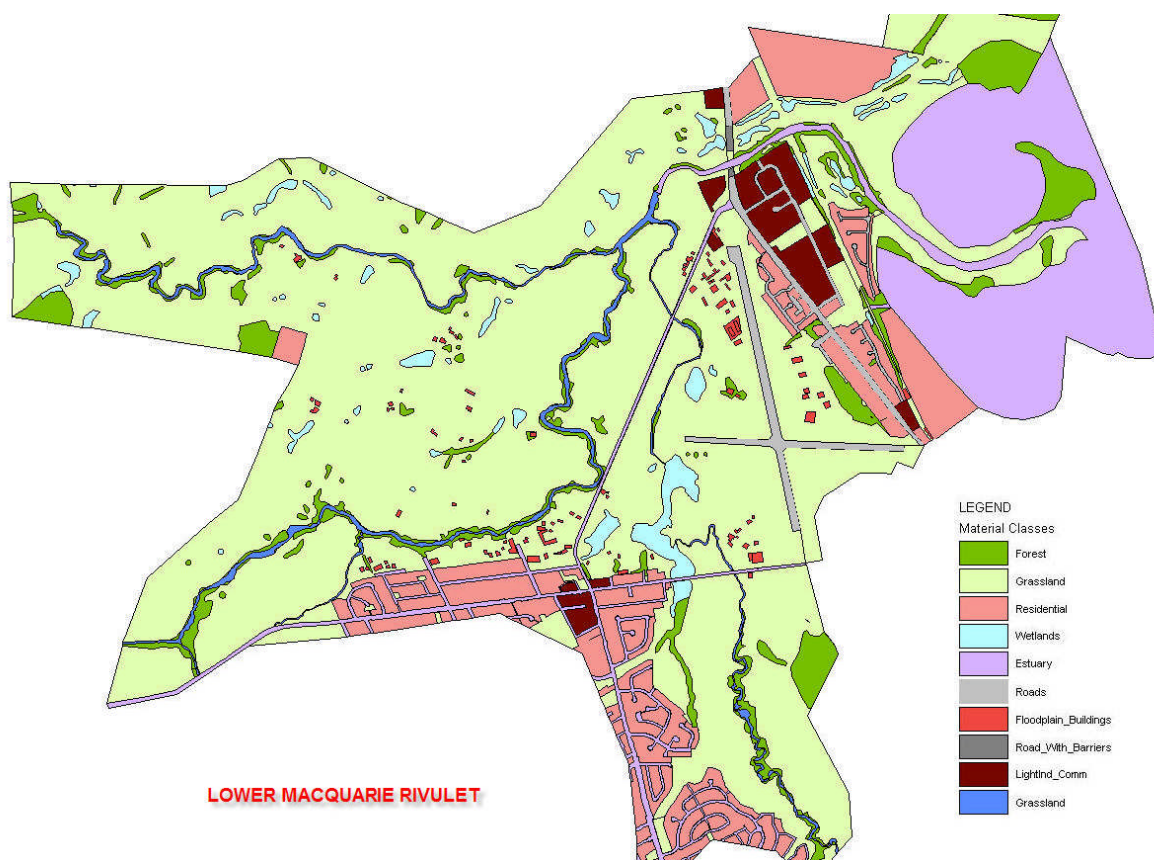 LEGEND
Material Classes
Forest
Grassland
Residential
Wetlands
Estuary
Roads
Floodplain_Buildings
Road_With_Barriers
LightInd_Comm
Grassland
LOWER MACQUARIE RIVULET